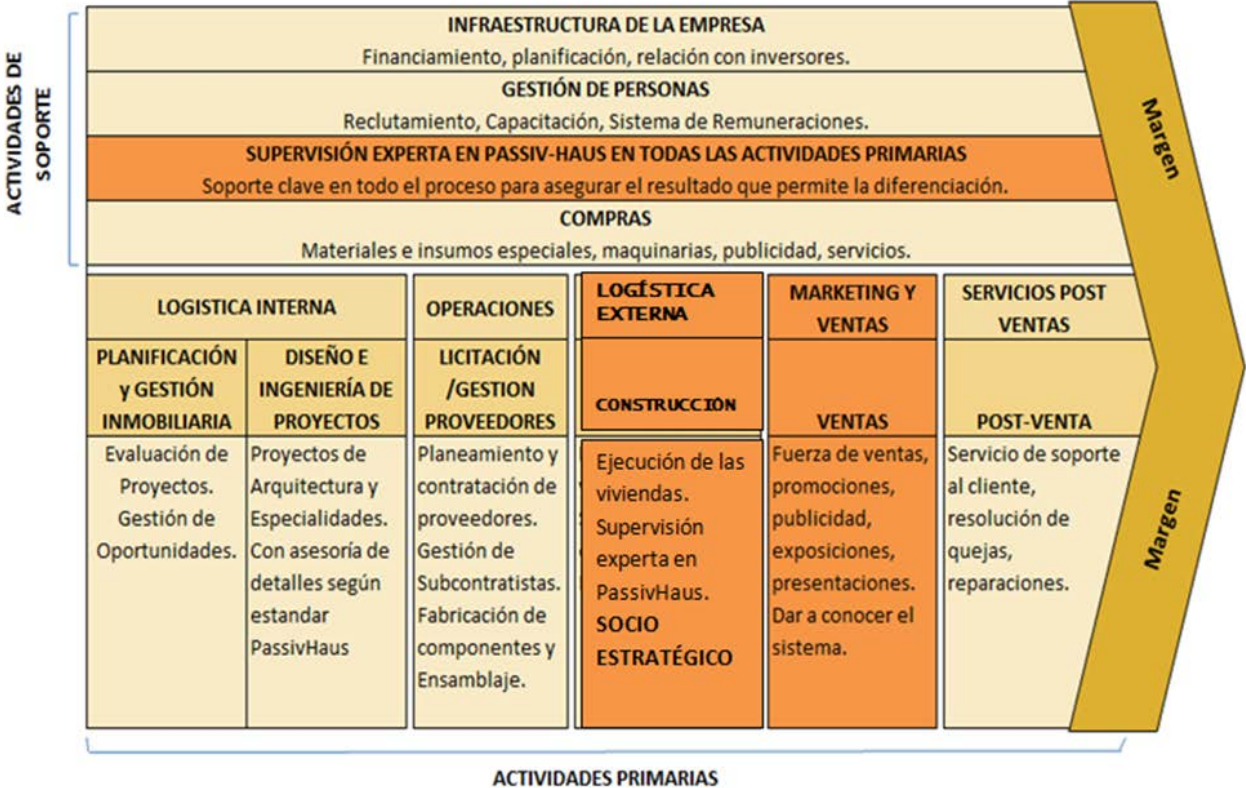 ACTIVIDADES DE
SOPORTE
INFRAESTRUCTURA DE LA EMPRESA
Financiamiento, planificación, relación con inversores.
GESTIÓN DE PERSONAS
Reclutamiento, Capacitación, Sistema de Remuneraciones.
SUPERVISIÓN EXPERTA EN PASSIV-HAUS EN TODAS LAS ACTIVIDADES PRIMARIAS
Soporte clave en todo el proceso para asegurar el resultado que permite la diferenciación.
COMPRAS
Materiales e insumos especiales, maquinarias, publicidad, servicios.
Margen
LOGISTICA INTERNA
PLANIFICACIÓN
y GESTIÓN
INMOBILIARIA
Evaluación de
Proyectos.
Gestión de
Oportunidades.
DISEÑO E
INGENIERÍA DE
PROYECTOS
Proyectos de
Arquitectura y
Especialidades.
Con asesoría de
detalles según
estandar
PassivHaus
OPERACIONES
LICITACIÓN
/GESTION
PROVEEDORES
Planeamiento y
contratación de
proveedores.
Gestión de
Subcontratistas.
Fabricación de
componentes y
Ensamblaje.
LOGÍSTICA
EXTERNA
CONSTRUCCIÓN
Ejecución de las
viviendas.
Supervisión
experta en
PassivHaus.
SOCIO
ESTRATÉGICO
MARKETING Y
VENTAS
VENTAS
Fuerza de ventas,
promociones,
publicidad,
exposiciones,
presentaciones.
Dar a conocer el
sistema.
SERVICIOS POST
VENTAS
POST-VENTA
Servicio de soporte
al cliente,
resolución de
quejas,
reparaciones.
Margen
ACTIVIDADES PRIMARIAS